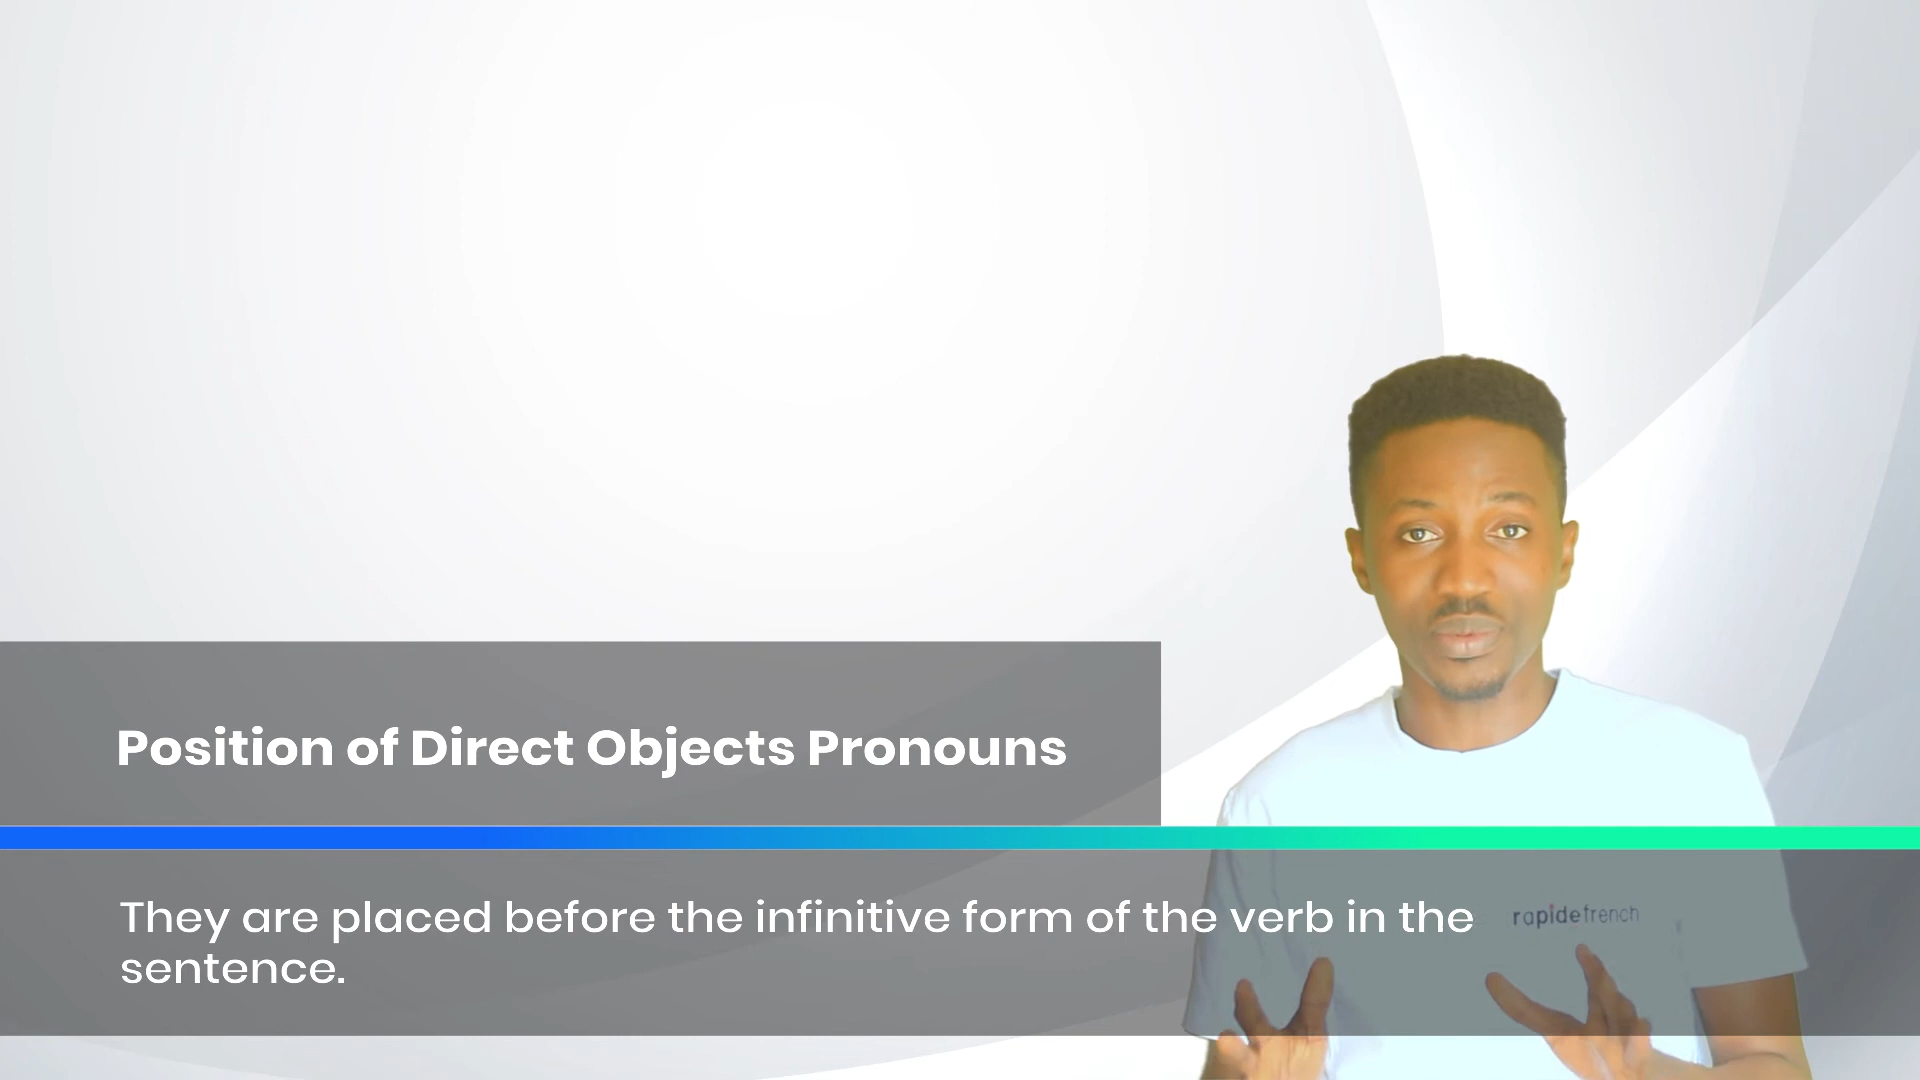 Position of Direct Objects Pronouns
They are placed before the infinitive form of the verb in the
sentence.
rapidefrench